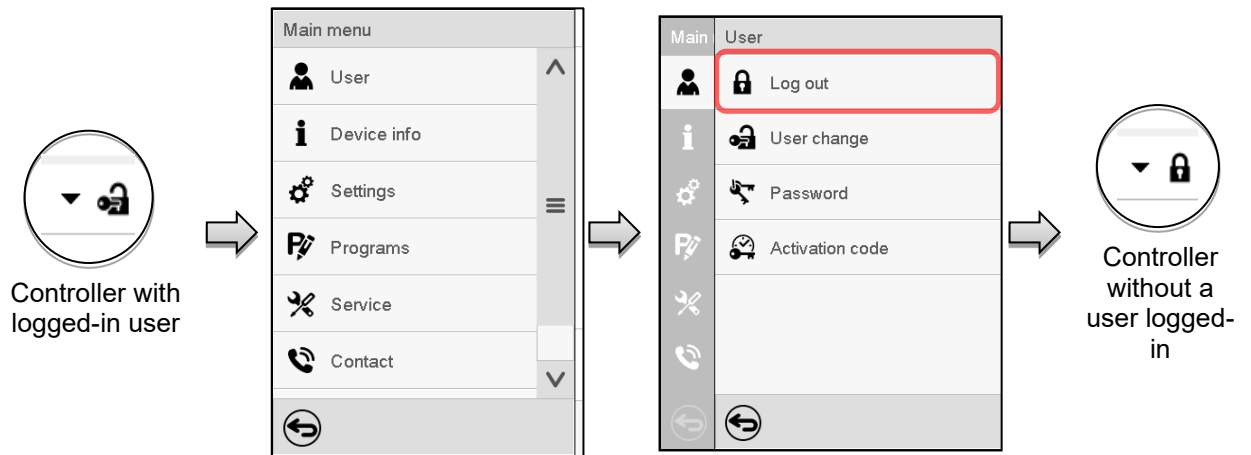 Controller with
logged-in user
Main menu
User
Device info
Settings
Programs
Service
Contact
Main
User
Log out
User change
Password
Activation code
Controller
without a
user logged-
in